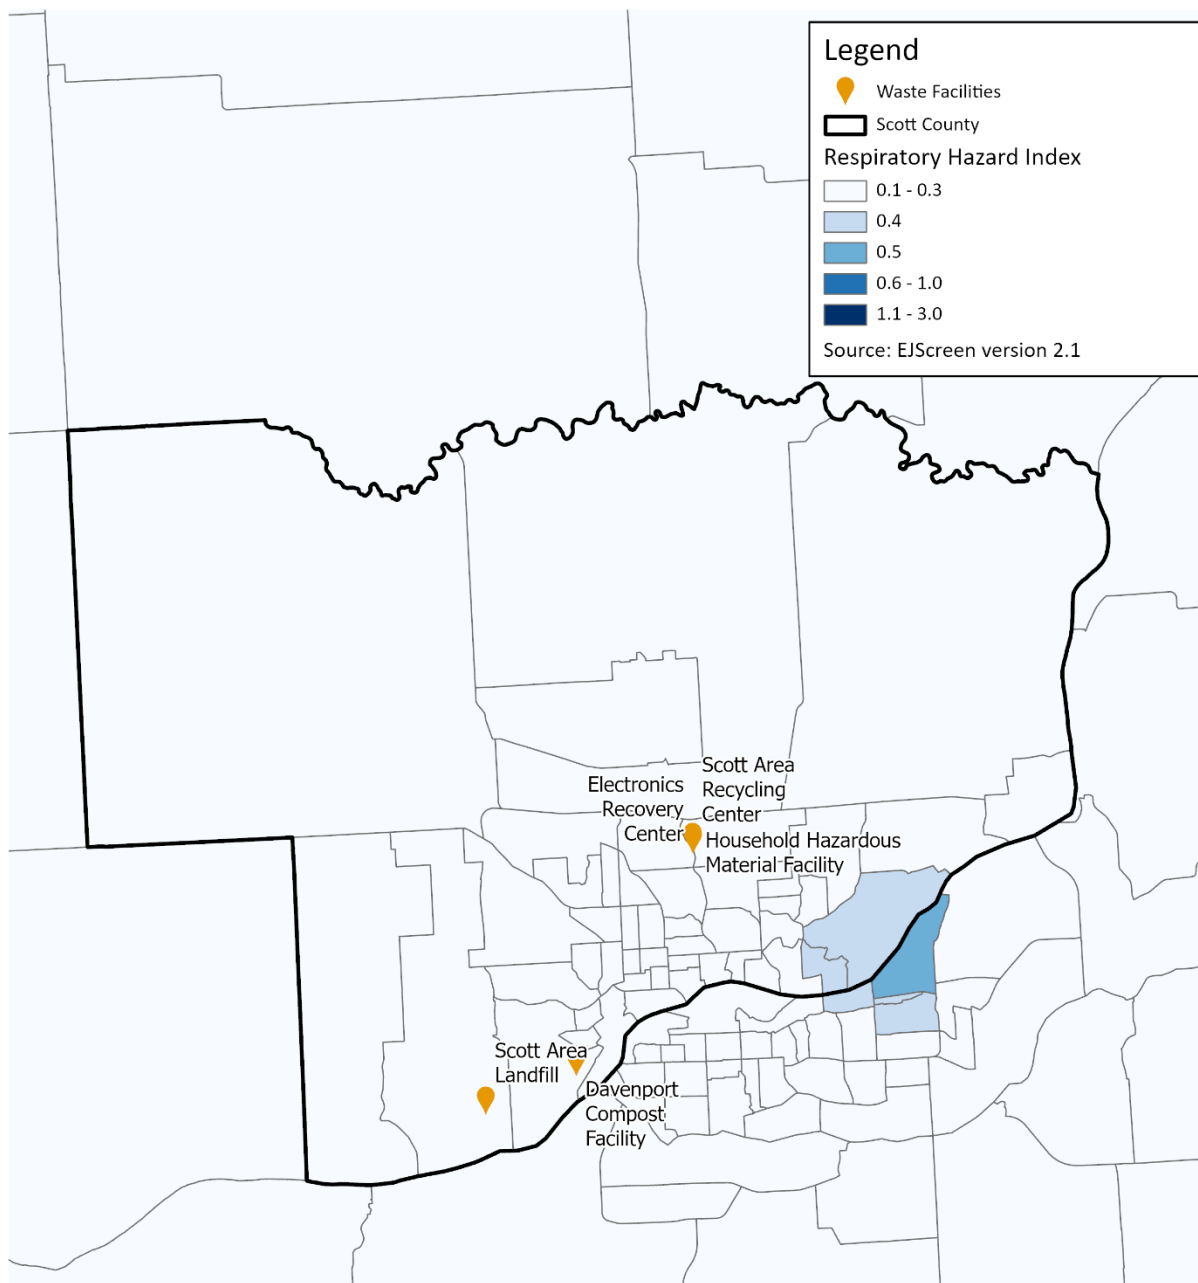 Legend
Waste Facilities
Scott County
Respiratory Hazard Index
0.1 - 0.3
0.4
0.5
0.6 - 1.0
1.1 - 3.0
Source: EJScreen version 2.1
Scott Area
Recycling
Center
Electronics
Recovery
Center
Household Hazardous
Material Facility
Scott Area
Landfill
Davenport
Compost
Facility